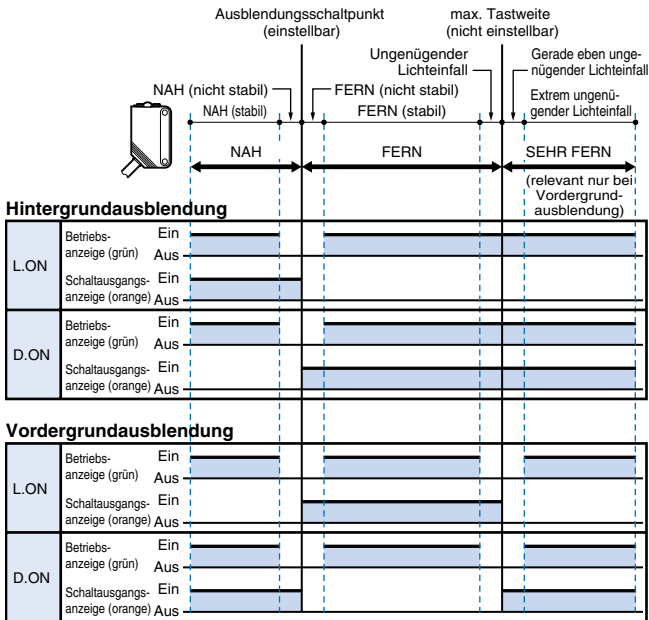 Ausblendungsschaltpunkt
(einstellbar)
max. Tastweite
(nicht einstellbar)
Ungenügender
Lichteinfall
Gerade eben unge-
nügender Lichteinfall
NAH (nicht stabil)
FERN (nicht stabil)
Extrem ungenü-
gender Lichteinfall
NAH (stabil)
FERN (stabil)
NAH
FERN
SEHR FERN
(relevant nur bei
Vordergrund-
ausblendung)
Hintergrundausblendung
L.ON
Betriebs-
anzeige (grün)
Ein
Aus
Schaltausgangs-
anzeige (orange)
Ein
Aus
D.ON
Betriebs-
anzeige (grün)
Ein
Aus
Schaltausgangs-
anzeige (orange)
Ein
Aus
Vordergrundausblendung
L.ON
Betriebs-
anzeige (grün)
Ein
Aus
Schaltausgangs-
anzeige (orange)
Ein
Aus
D.ON
Betriebs-
anzeige (grün)
Ein
Aus
Schaltausgangs-
anzeige (orange)
Ein
Aus